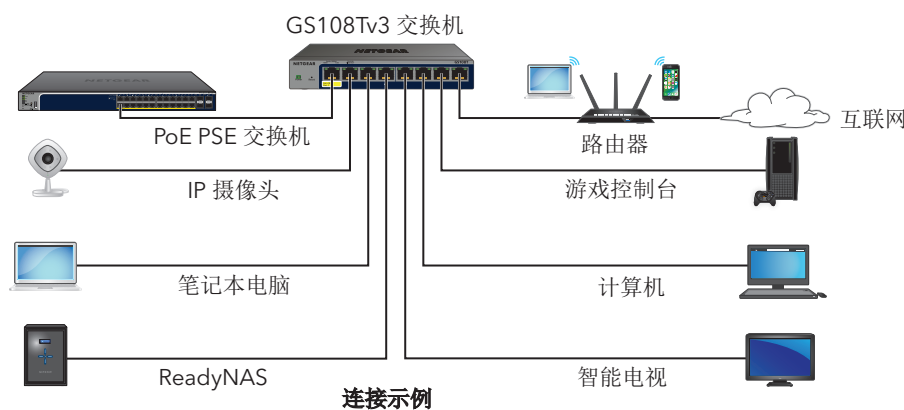 GS108Tv3 交换机
NETGEAR
NETGEAR
PoE PSE 交换机
路由器
互联网
IP 摄像头
游戏控制台
笔记本电脑
计算机
ReadyNAS
智能电视
连接示例